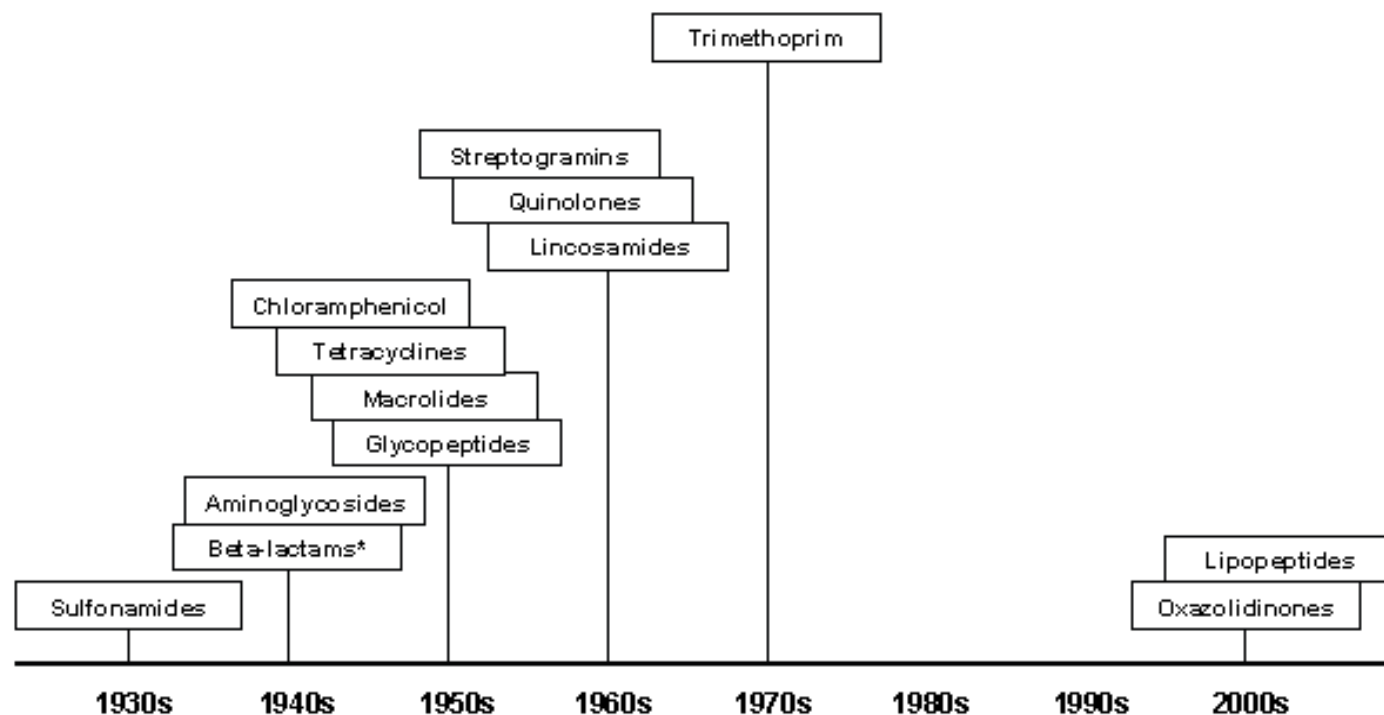 Trimethoprim
Streptogramins
Quinolones
Lincosamides
Chloramphenicol
Tetracyclines
Macrolides
Glycopeptides
Aminoglycosides
Beta-lactams*
Lipopeptides
Sulfonamides
Oxazolidinones
1930s 1940s 1950s 1960s 1970s 1980s 1990s 2000s